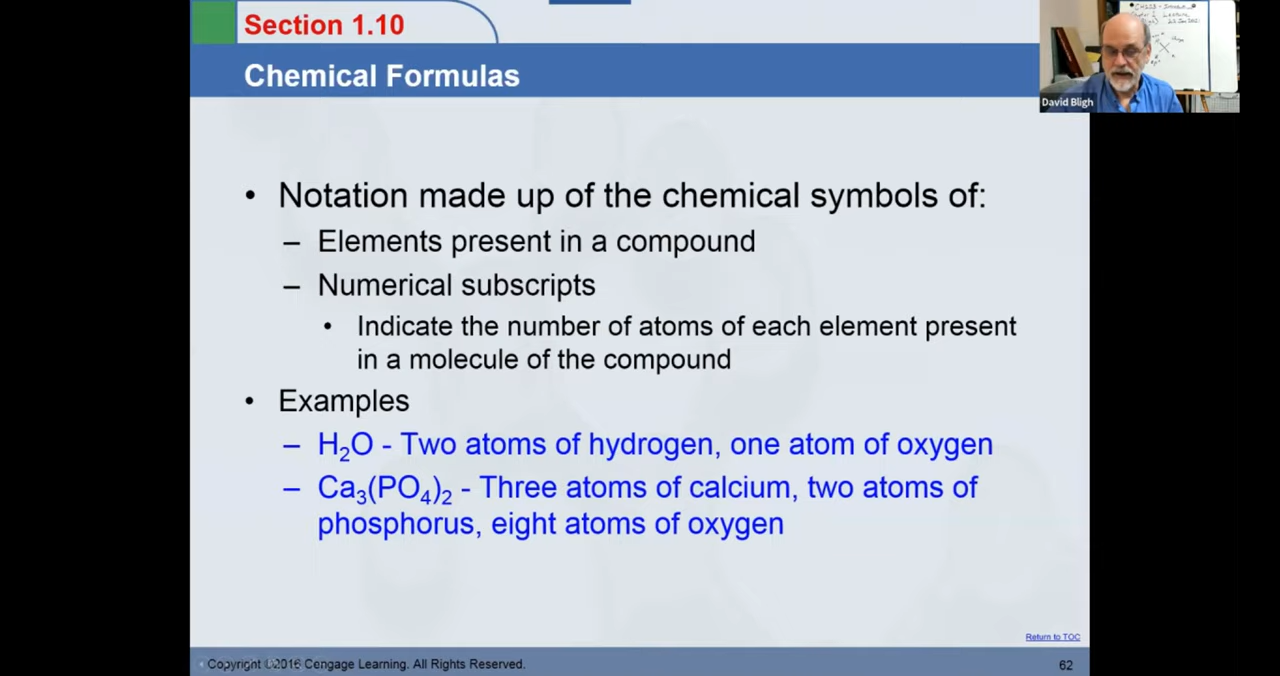 Section 1.10
Chemical Formulas
David Bligh
• Notation made up of the chemical symbols of:
– Elements present in a compound
– Numerical subscripts
• Indicate the number of atoms of each element present
in a molecule of the compound
• Examples
– H₂O - Two atoms of hydrogen, one atom of oxygen
– Ca₃(PO₄)₂ - Three atoms of calcium, two atoms of
phosphorus, eight atoms of oxygen
Return to TOC
Copyright ©2016 Cengage Learning. All Rights Reserved.
62